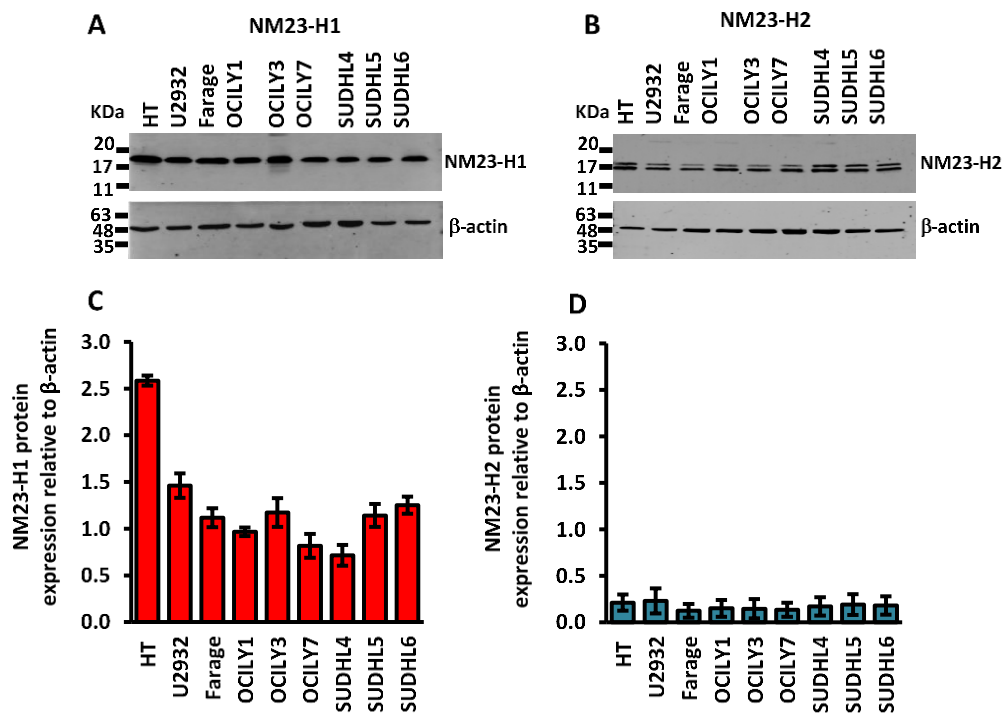 A
NM23-H1
KDa
HT
U2932
Farage
OCILY1
OCILY3
OCILY7
SUDHL4
SUDHL5
SUDHL6
20
17
11
NM23-H1
63
48
35
β-actin
B
NM23-H2
KDa
HT
U2932
Farage
OCILY1
OCILY3
OCILY7
SUDHL4
SUDHL5
SUDHL6
20
17
11
NM23-H2
63
48
35
β-actin
C
NM23-H1 protein
expression relative to β-actin
3.0
2.5
2.0
1.5
1.0
0.5
0.0
HT
U2932
Farage
OCILY1
OCILY3
OCILY7
SUDHL4
SUDHL5
SUDHL6
D
NM23-H2 protein
expression relative to β-actin
3.0
2.5
2.0
1.5
1.0
0.5
0.0
HT
U2932
Farage
OCILY1
OCILY3
OCILY7
SUDHL4
SUDHL5
SUDHL6